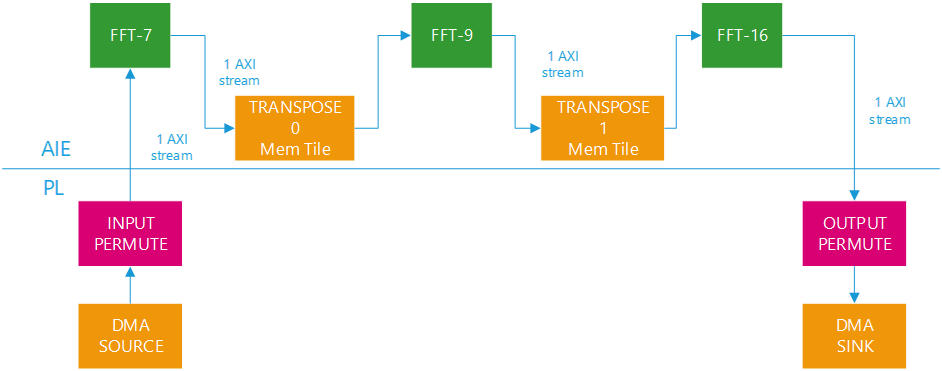 FFT-7
FFT-9
FFT-16
1 AXI
stream
1 AXI
stream
1 AXI
stream
TRANSPOSE
0
Mem Tile
TRANSPOSE
1
Mem Tile
1 AXI
stream
AIE
PL
INPUT
PERMUTE
OUTPUT
PERMUTE
DMA
SOURCE
DMA
SINK